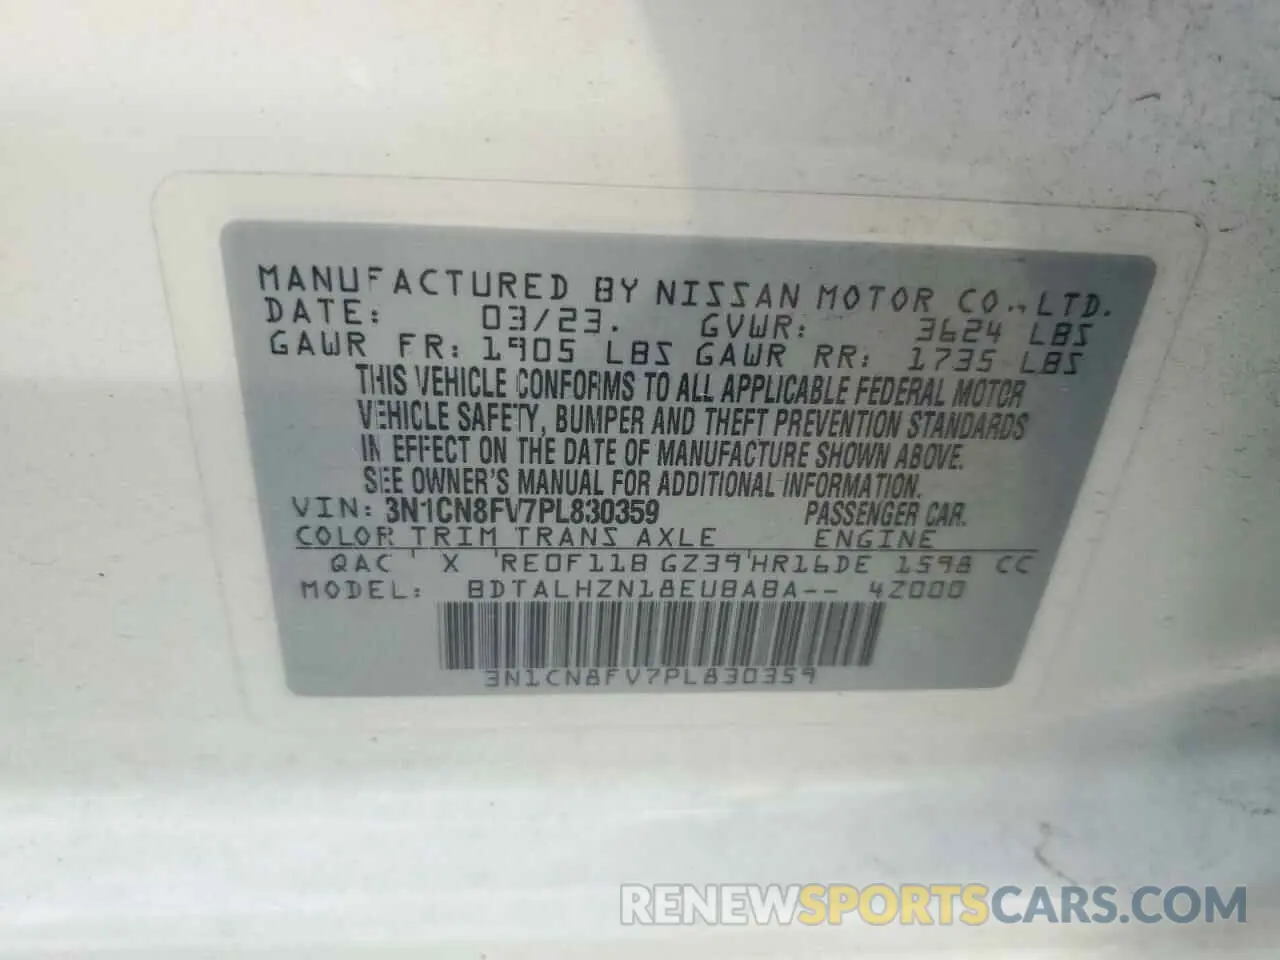 MANUFACTURED BY NISSAN MOTOR CO., LTD.
DATE: 03/23. GVWR: 3624 LBS
GAWR FR: 1905 LBS GAWR RR: 1735 LBS
THIS VEHICLE CONFORMS TO ALL APPLICABLE FEDERAL MOTOR
VEHICLE SAFETY, BUMPER AND THEFT PREVENTION STANDARDS
IN EFFECT ON THE DATE OF MANUFACTURE SHOWN ABOVE.
SEE OWNER'S MANUAL FOR ADDITIONAL INFORMATION.
VIN: 3N1CN8FV7PL830359 PASSENGER CAR.
COLOR TRIM TRANS AXLE ENGINE
QAC ' X ' RE0F11B GZ39 ' HR16DE 1598 CC
MODEL: BDTALHZN18EUBABA-- 4Z000
3N1CN8FV7PL830359
RENEWSPORTSCARS.COM